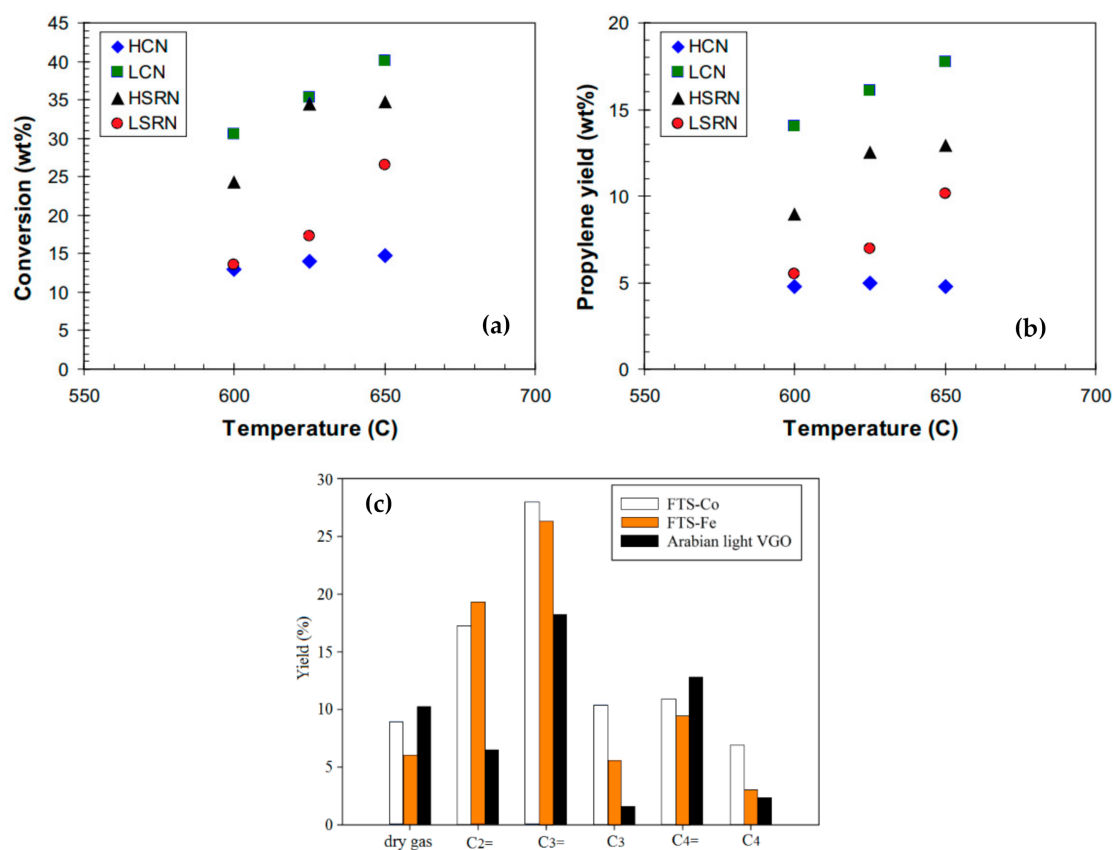 45
40
35
30
25
20
15
10
5
0
Conversion (wt%)
HCN
LCN
HSRN
LSRN
(a)
550 600 650 700
Temperature (C)
20
15
10
5
0
Propylene yield (wt%)
HCN
LCN
HSRN
LSRN
(b)
550 600 650 700
Temperature (C)
30
25
20
15
10
5
0
Yield (%)
(c)
FTS-Co
FTS-Fe
Arabian light VGO
dry gas C2= C3= C3 C4= C4